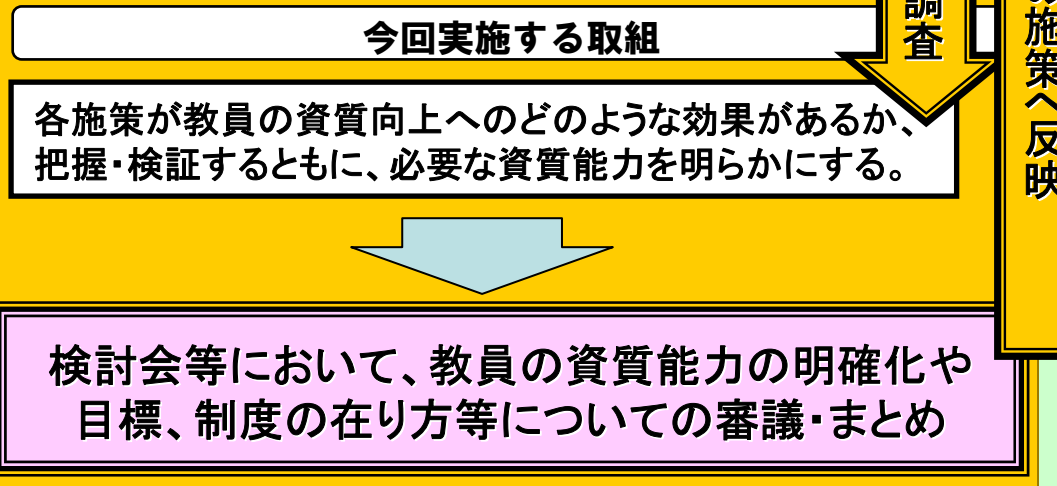 今回実施する取組
各施策が教員の資質向上へのどのような効果があるか、
把握・検証するともに、必要な資質能力を明らかにする。
検討会等において、教員の資質能力の明確化や
目標、制度の在り方等についての審議・まとめ
調査
施策へ反映